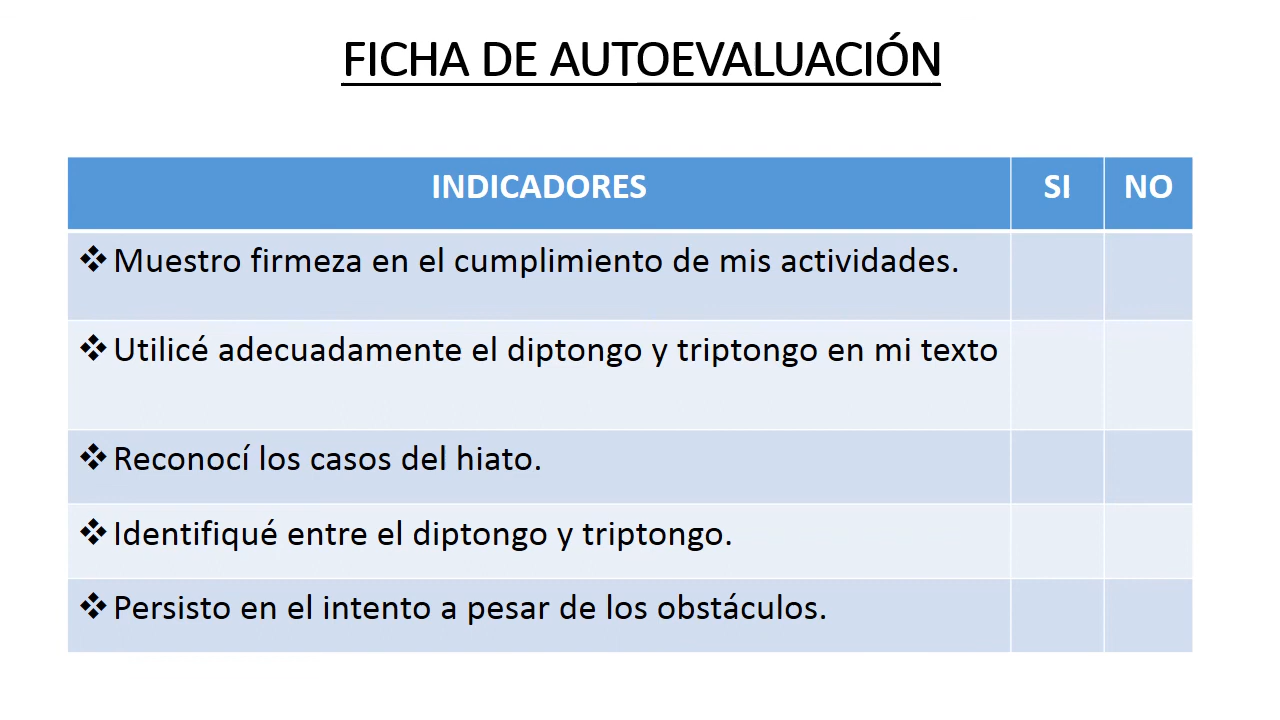 FICHA DE AUTOEVALUACIÓN
INDICADORES SI NO
❖ Muestro firmeza en el cumplimiento de mis actividades.
❖ Utilicé adecuadamente el diptongo y triptongo en mi texto
❖ Reconocí los casos del hiato.
❖ Identifiqué entre el diptongo y triptongo.
❖ Persisto en el intento a pesar de los obstáculos.